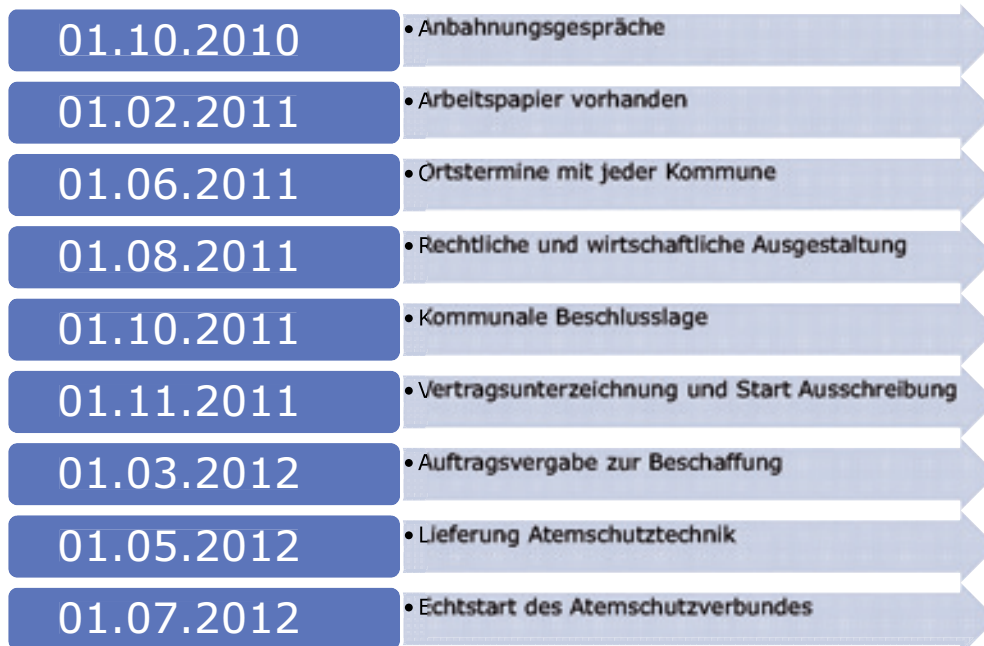 01.10.2010
• Anbahnungsgespräche
01.02.2011
• Arbeitspapier vorhanden
01.06.2011
• Ortstermine mit jeder Kommune
01.08.2011
• Rechtliche und wirtschaftliche Ausgestaltung
01.10.2011
• Kommunale Beschlusslage
01.11.2011
• Vertragsunterzeichnung und Start Ausschreibung
01.03.2012
• Auftragsvergabe zur Beschaffung
01.05.2012
• Lieferung Atemschutztechnik
01.07.2012
• Echtstart des Atemschutzverbundes